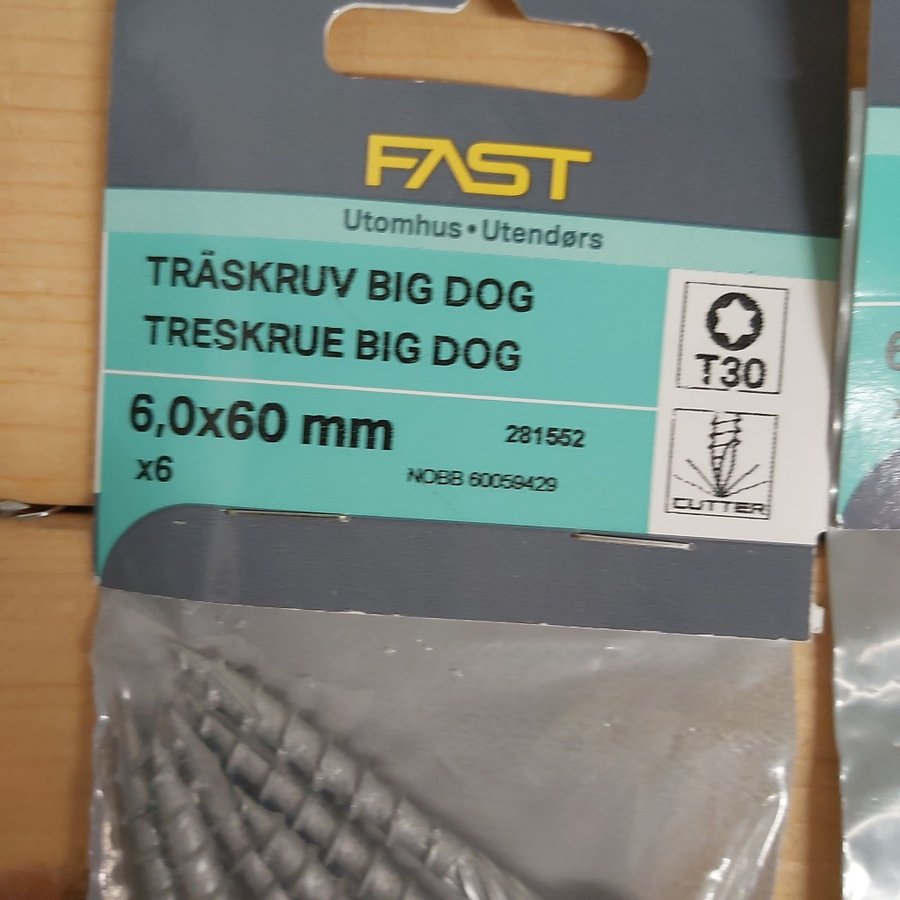 FAST
Utomhus • Utendørs
TRÄSKRUV BIG DOG
TRESKRUE BIG DOG
T30
6,0x60 mm
281552
x6
NOBB 60059429
CUTTER